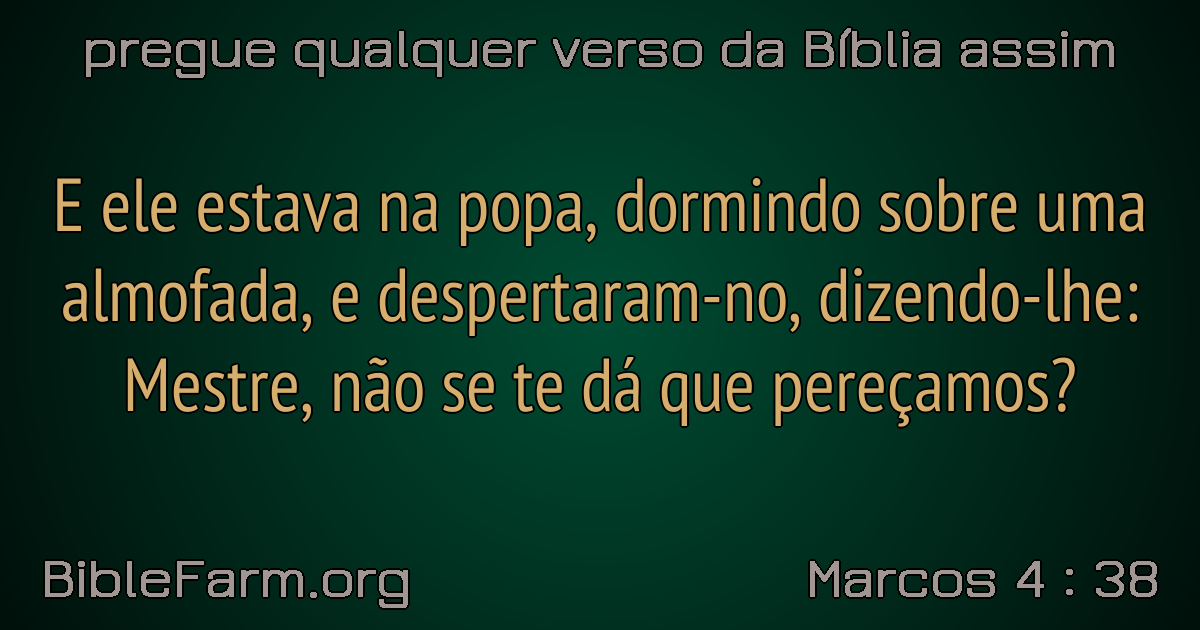 pregue qualquer verso da Bíblia assim
E ele estava na popa, dormindo sobre uma
almofada, e despertaram-no, dizendo-lhe:
Mestre, não se te dá que pereçamos?
BibleFarm.org
Marcos 4 : 38